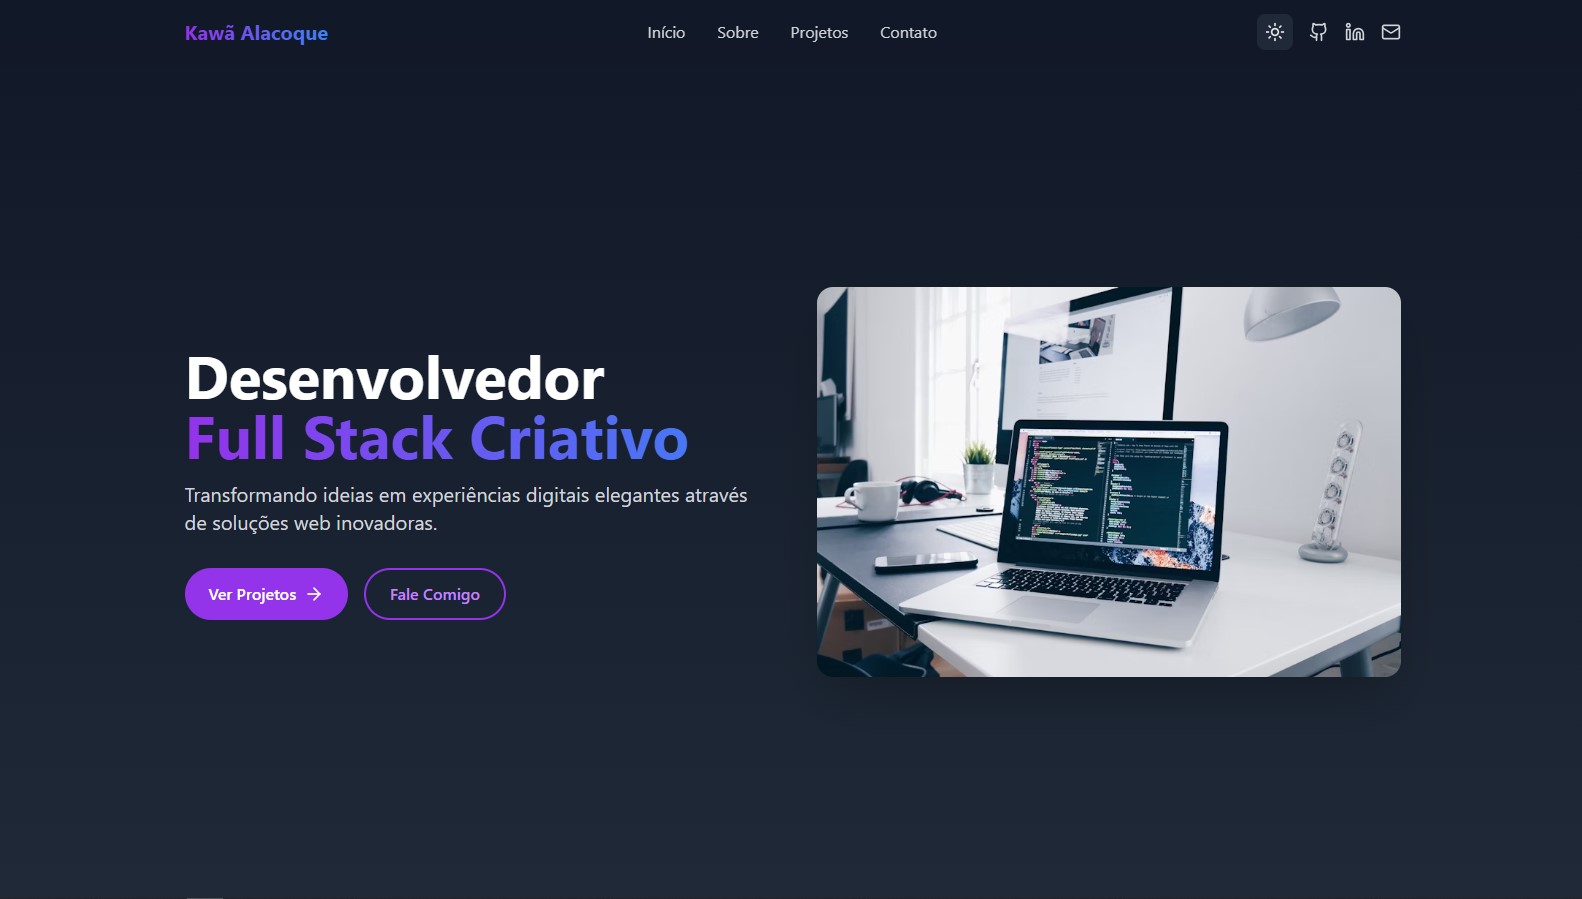 Kawã Alacoque
Início
Sobre
Projetos
Contato
Desenvolvedor
Full Stack Criativo
Transformando ideias em experiências digitais elegantes através
de soluções web inovadoras.
Ver Projetos
Fale Comigo